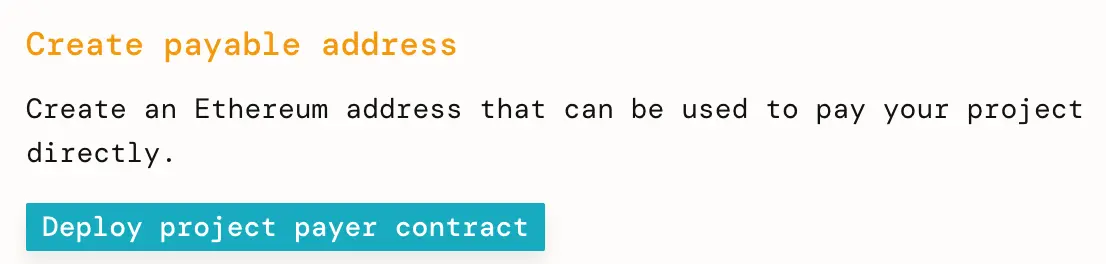 Create payable address
Create an Ethereum address that can be used to pay your project
directly.
Deploy project payer contract